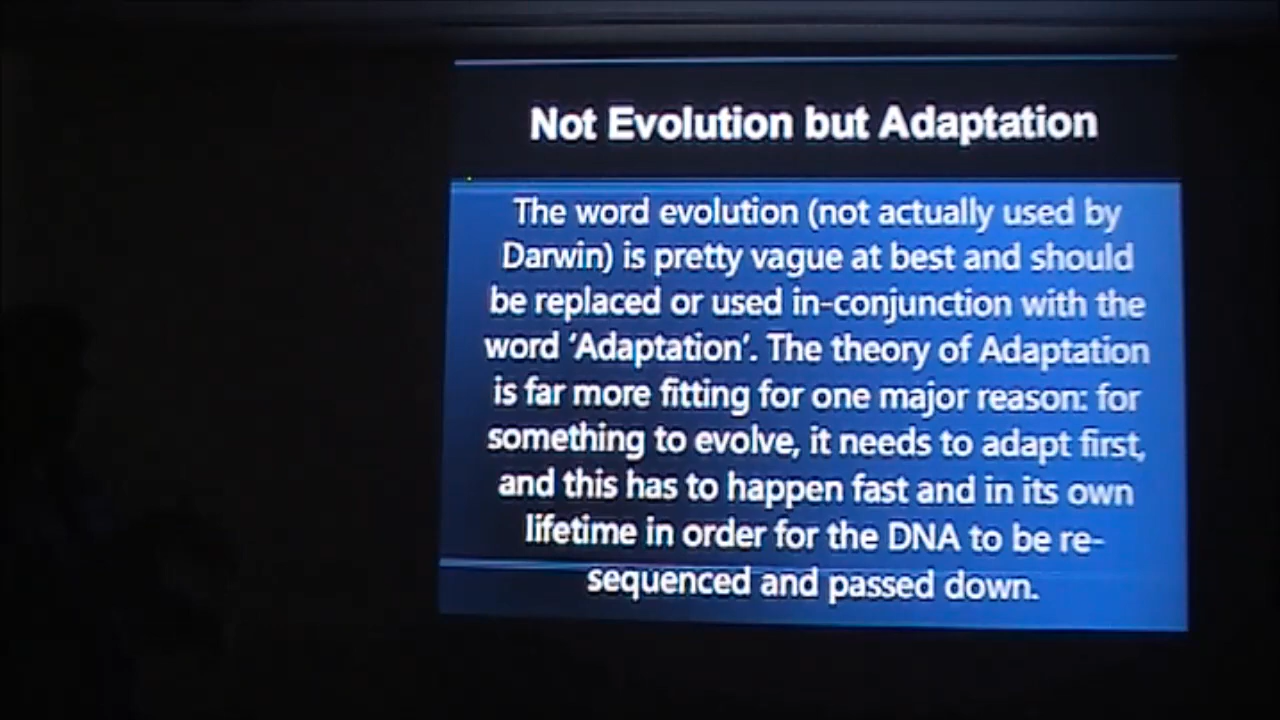 Not Evolution but Adaptation
The word evolution (not actually used by
Darwin) is pretty vague at best and should
be replaced or used in-conjunction with the
word ‘Adaptation’. The theory of Adaptation
is far more fitting for one major reason: for
something to evolve, it needs to adapt first,
and this has to happen fast and in its own
lifetime in order for the DNA to be re-
sequenced and passed down.